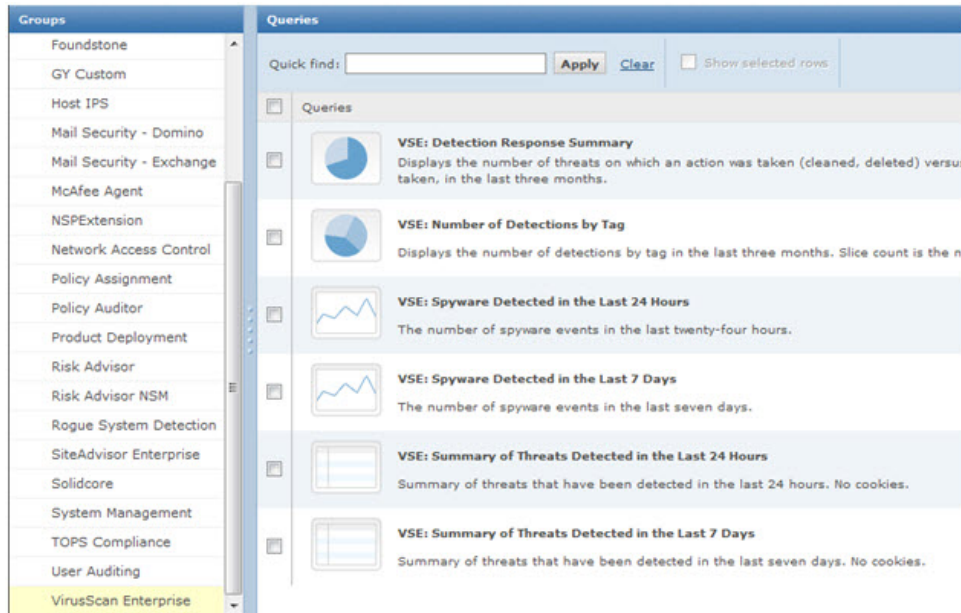 Groups
Foundstone
GY Custom
Host IPS
Mail Security - Domino
Mail Security - Exchange
McAfee Agent
NSPExtension
Network Access Control
Policy Assignment
Policy Auditor
Product Deployment
Risk Advisor
Risk Advisor NSM
Rogue System Detection
SiteAdvisor Enterprise
Solidcore
System Management
TOPS Compliance
User Auditing
VirusScan Enterprise
Queries
Quick find: Apply Clear Show selected rows
Queries
VSE: Detection Response Summary
Displays the number of threats on which an action was taken (cleaned, deleted)
taken, in the last three months.
VSE: Number of Detections by Tag
Displays the number of detections by tag in the last three months. Slice count is the
VSE: Spyware Detected in the Last 24 Hours
The number of spyware events in the last twenty-four hours.
VSE: Spyware Detected in the Last 7 Days
The number of spyware events in the last seven days.
VSE: Summary of Threats Detected in the Last 24 Hours
Summary of threats that have been detected in the last 24 hours. No cookies.
VSE: Summary of Threats Detected in the Last 7 Days
Summary of threats that have been detected in the last seven days. No cookies.